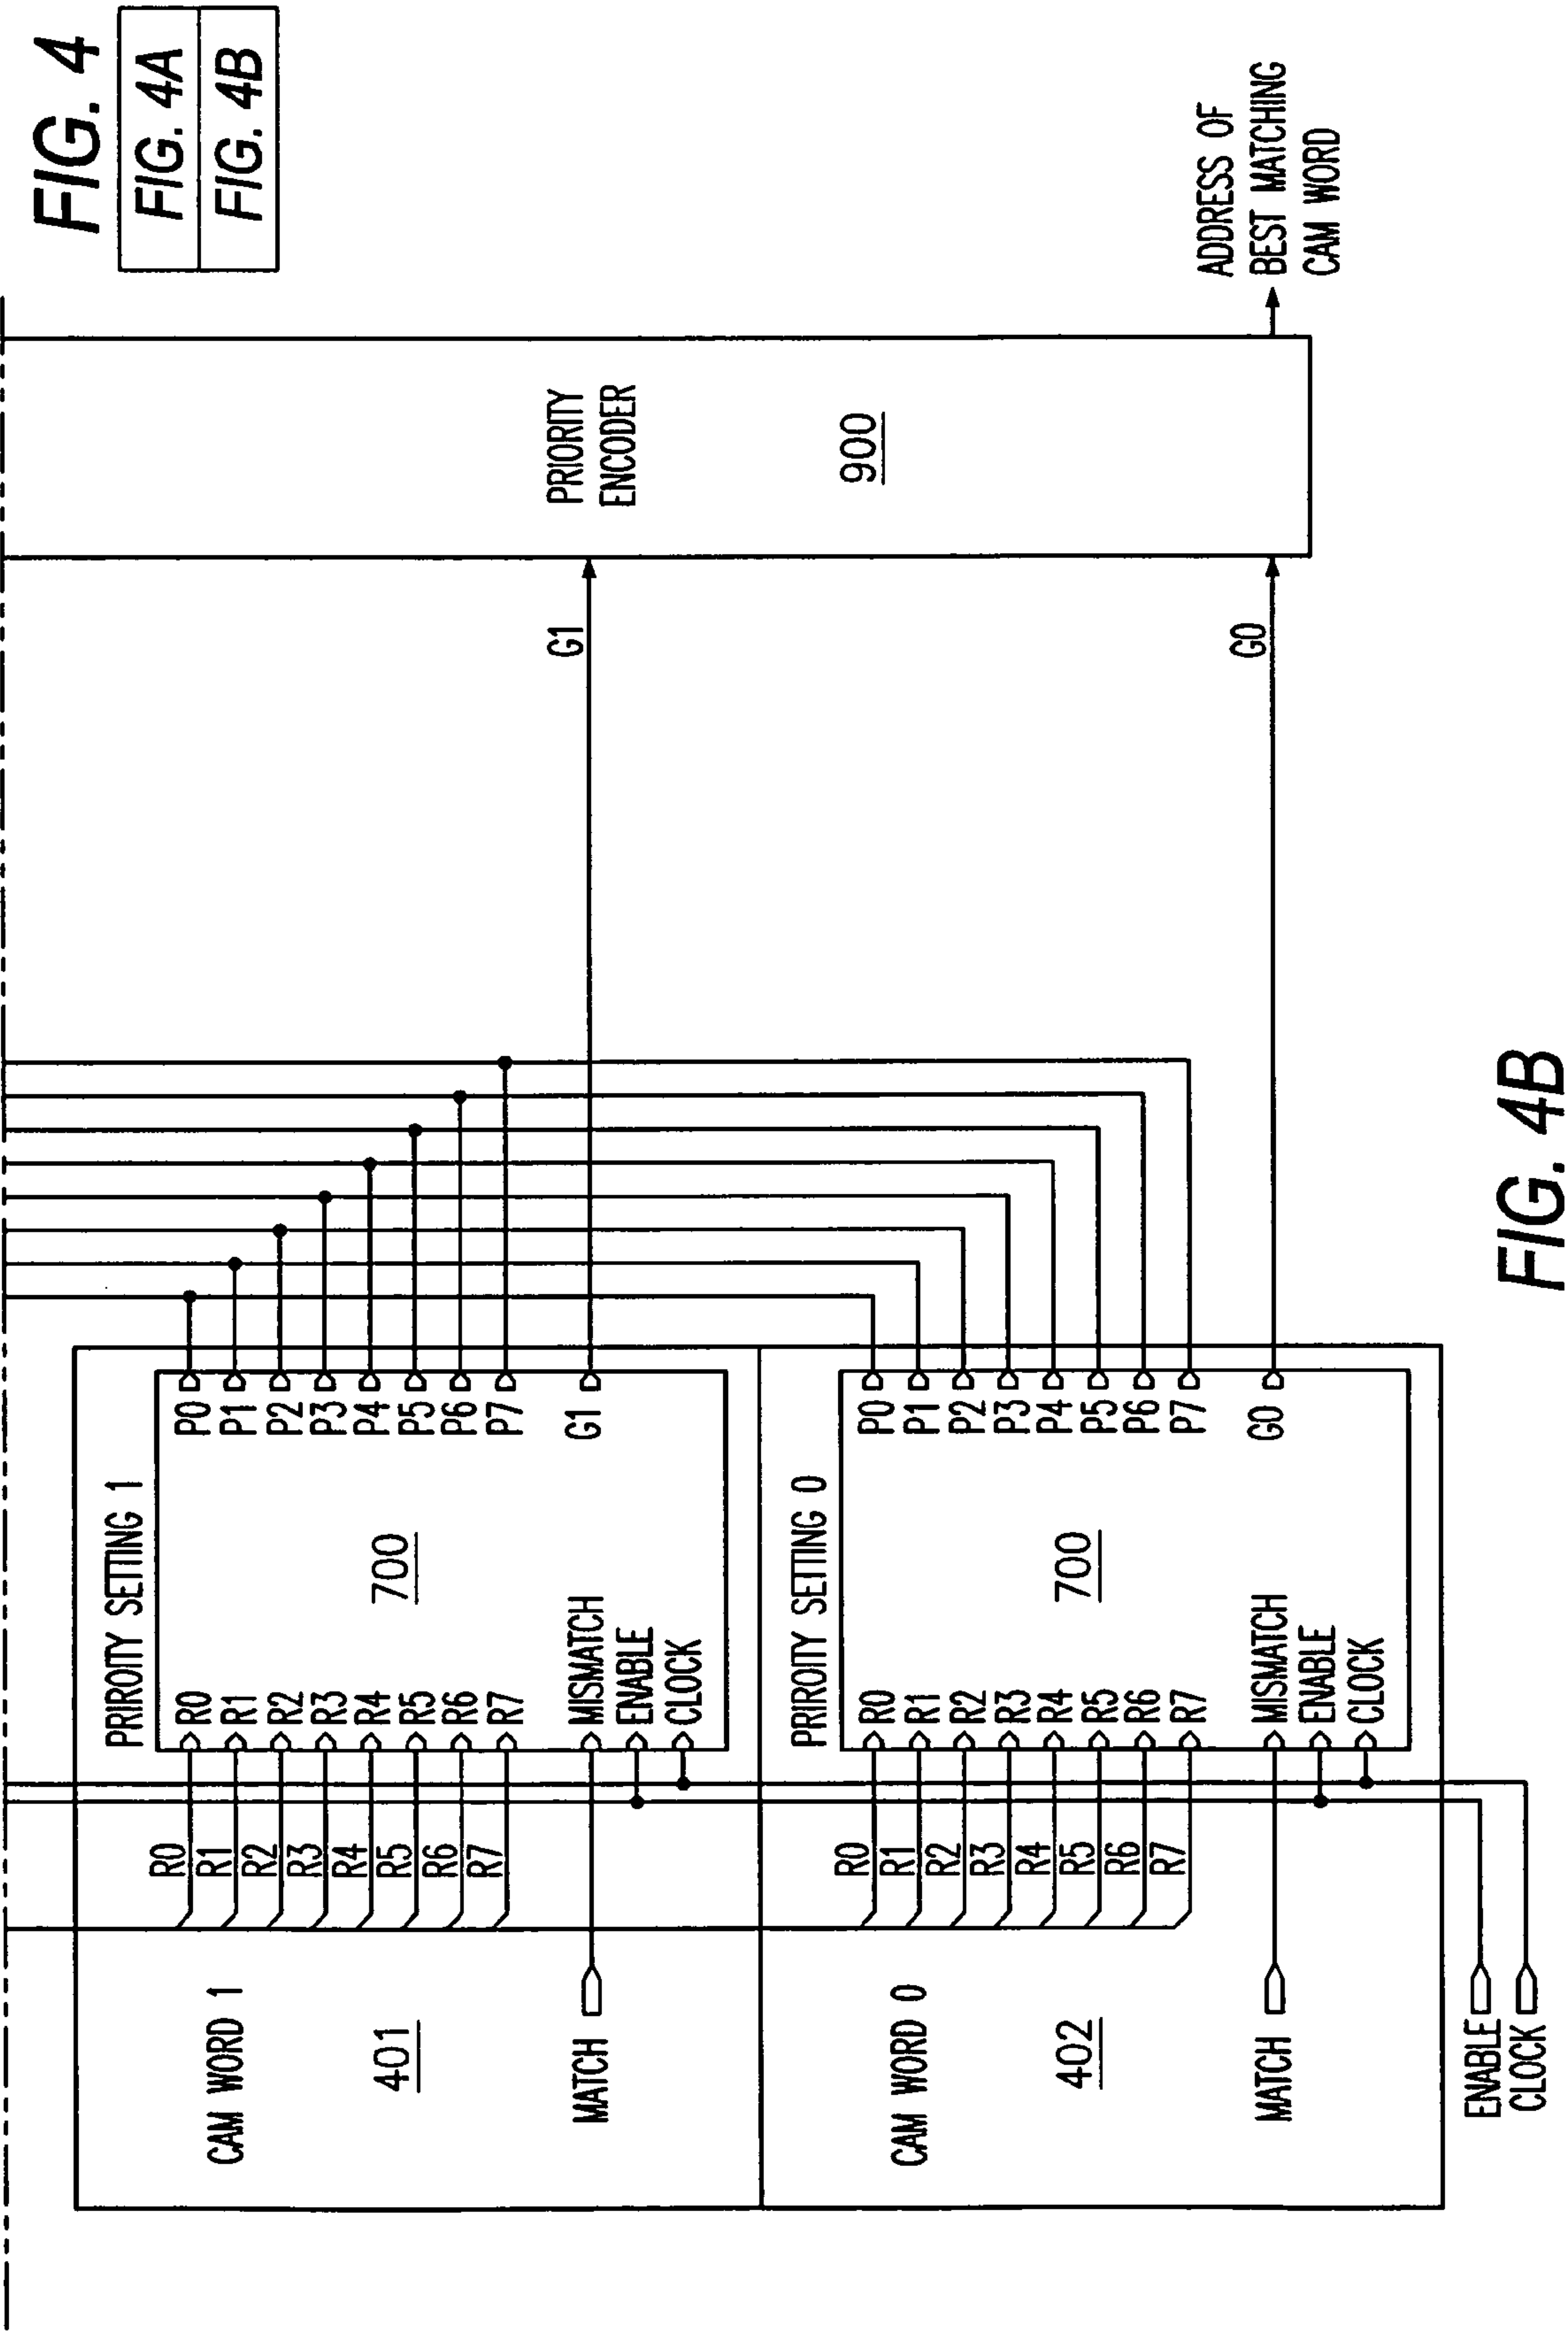 FIG. 4
FIG. 4A
FIG. 4B
PRIROITY SETTING 1
CAM WORD 1
401
MATCH
R0
R1
R2
R3
R4
R5
R6
R7
R0
R1
R2
R3
R4
R5
R6
R7
MISMATCH
ENABLE
CLOCK
700
P0
P1
P2
P3
P4
P5
P6
P7
G1
G1
PRIORITY
ENCODER
900
PRIROITY SETTING 0
CAM WORD 0
402
MATCH
R0
R1
R2
R3
R4
R5
R6
R7
R0
R1
R2
R3
R4
R5
R6
R7
MISMATCH
ENABLE
CLOCK
700
P0
P1
P2
P3
P4
P5
P6
P7
G0
G0
ADDRESS OF
BEST MATCHING
CAM WORD
ENABLE
CLOCK
FIG. 4B